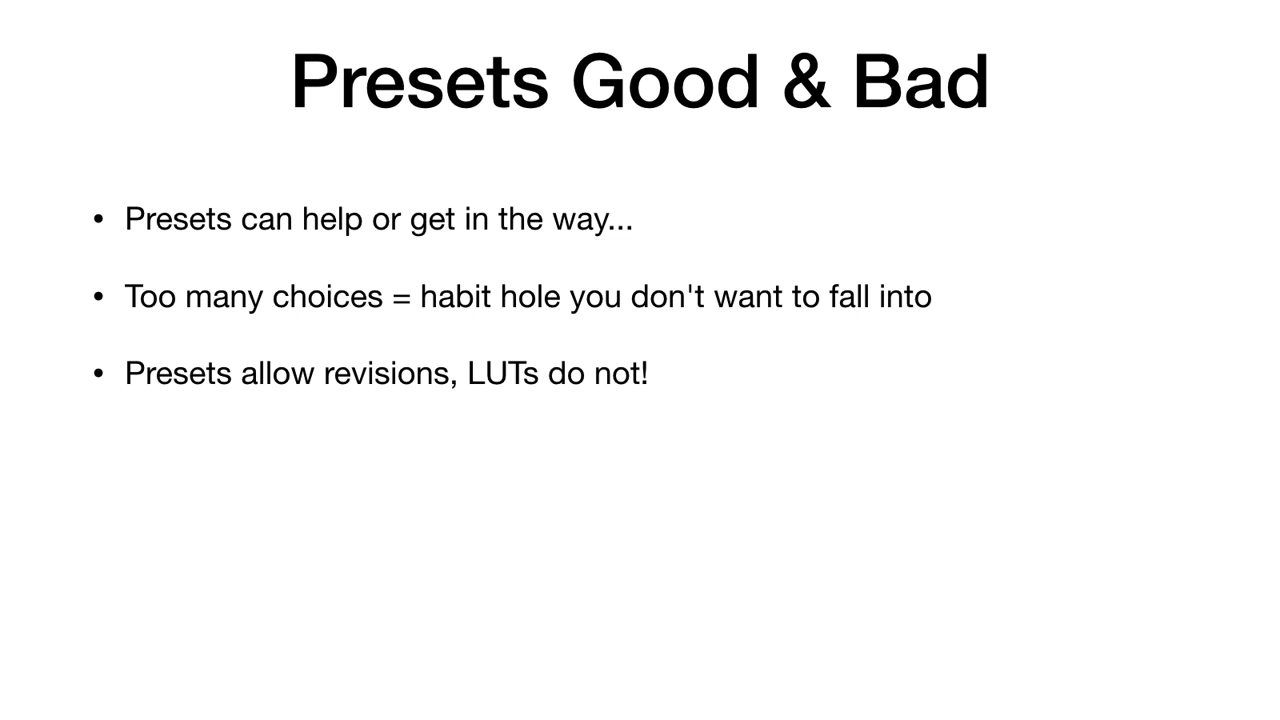 Presets Good & Bad
• Presets can help or get in the way...
• Too many choices = habit hole you don't want to fall into
• Presets allow revisions, LUTs do not!